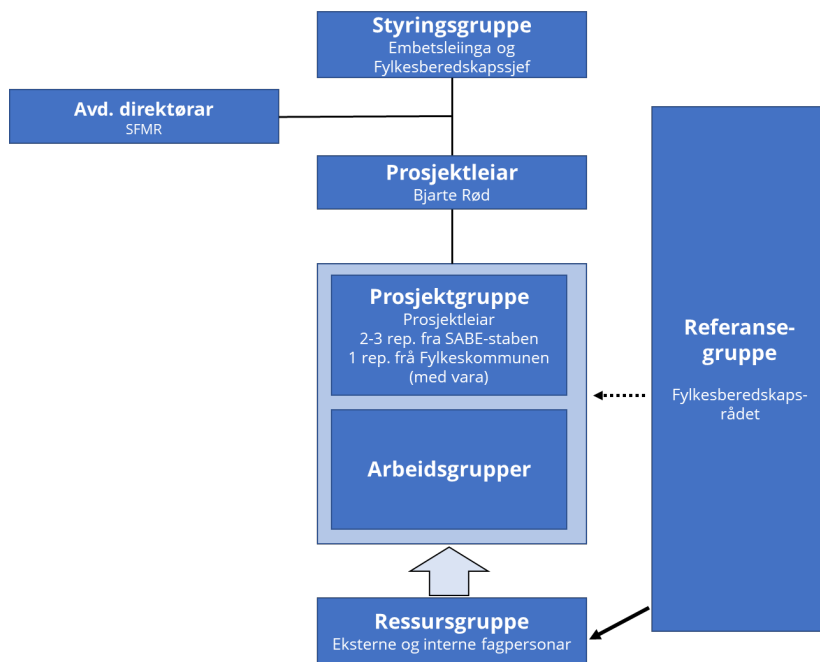 Styringsgruppe
Embetsleiinga og
Fylkesberedskapssjef
Avd. direktørar
SFMR
Prosjektleiar
Bjarte Rød
Prosjektgruppe
Prosjektleiar
2-3 rep. fra SABE-staben
1 rep. frå Fylkeskommunen
(med vara)
Arbeidsgrupper
Referanse-
gruppe
Fylkesberedskaps-
rådet
Ressursgruppe
Eksterne og interne fagpersonar